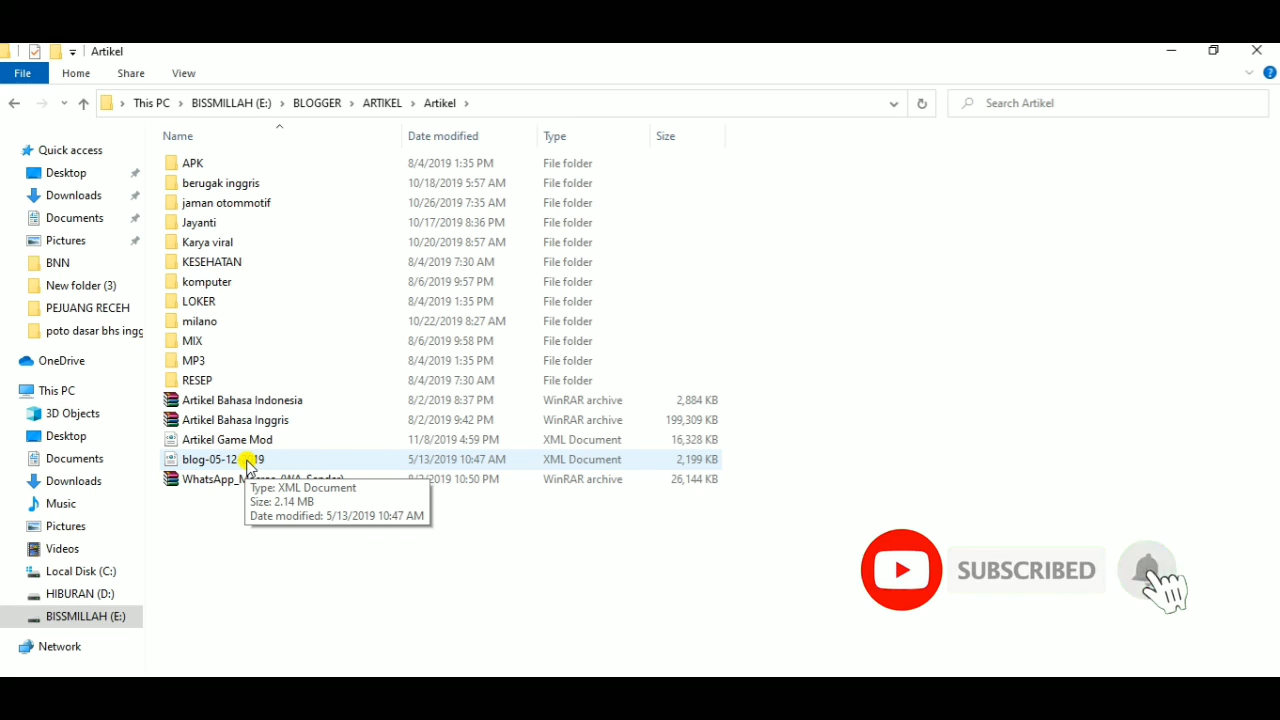 Artikel
File Home Share View
This PC BISSMILLAH (E:) BLOGGER ARTIKEL Artikel
Search Artikel
Name Date modified Type Size
Quick access
Desktop
Downloads
Documents
Pictures
BNN
New folder (3)
PEJUANG RECEH
poto dasar bhs ingg
OneDrive
This PC
3D Objects
Desktop
Documents
Downloads
Music
Pictures
Videos
Local Disk (C:)
HIBURAN (D:)
BISSMILLAH (E:)
Network
APK 8/4/2019 1:35 PM File folder
berugak inggris 10/18/2019 5:57 AM File folder
jaman otommotif 10/26/2019 7:35 AM File folder
Jayanti 10/17/2019 8:36 PM File folder
Karya viral 10/20/2019 8:57 AM File folder
KESEHATAN 8/4/2019 7:30 AM File folder
komputer 8/6/2019 9:57 PM File folder
LOKER 8/4/2019 1:35 PM File folder
milano 10/22/2019 8:27 AM File folder
MIX 8/6/2019 9:58 PM File folder
MP3 8/4/2019 1:35 PM File folder
RESEP 8/4/2019 7:30 AM File folder
Artikel Bahasa Indonesia 8/2/2019 8:37 PM WinRAR archive 2,884 KB
Artikel Bahasa Inggris 8/2/2019 9:42 PM WinRAR archive 199,309 KB
Artikel Game Mod 11/8/2019 4:59 PM XML Document 16,328 KB
blog-05-12 19 5/13/2019 10:47 AM XML Document 2,199 KB
10:50 PM WinRAR archive 26,144 KB
Type: XML Document
Size: 2.14 MB
Date modified: 5/13/2019 10:47 AM
SUBSCRIBED